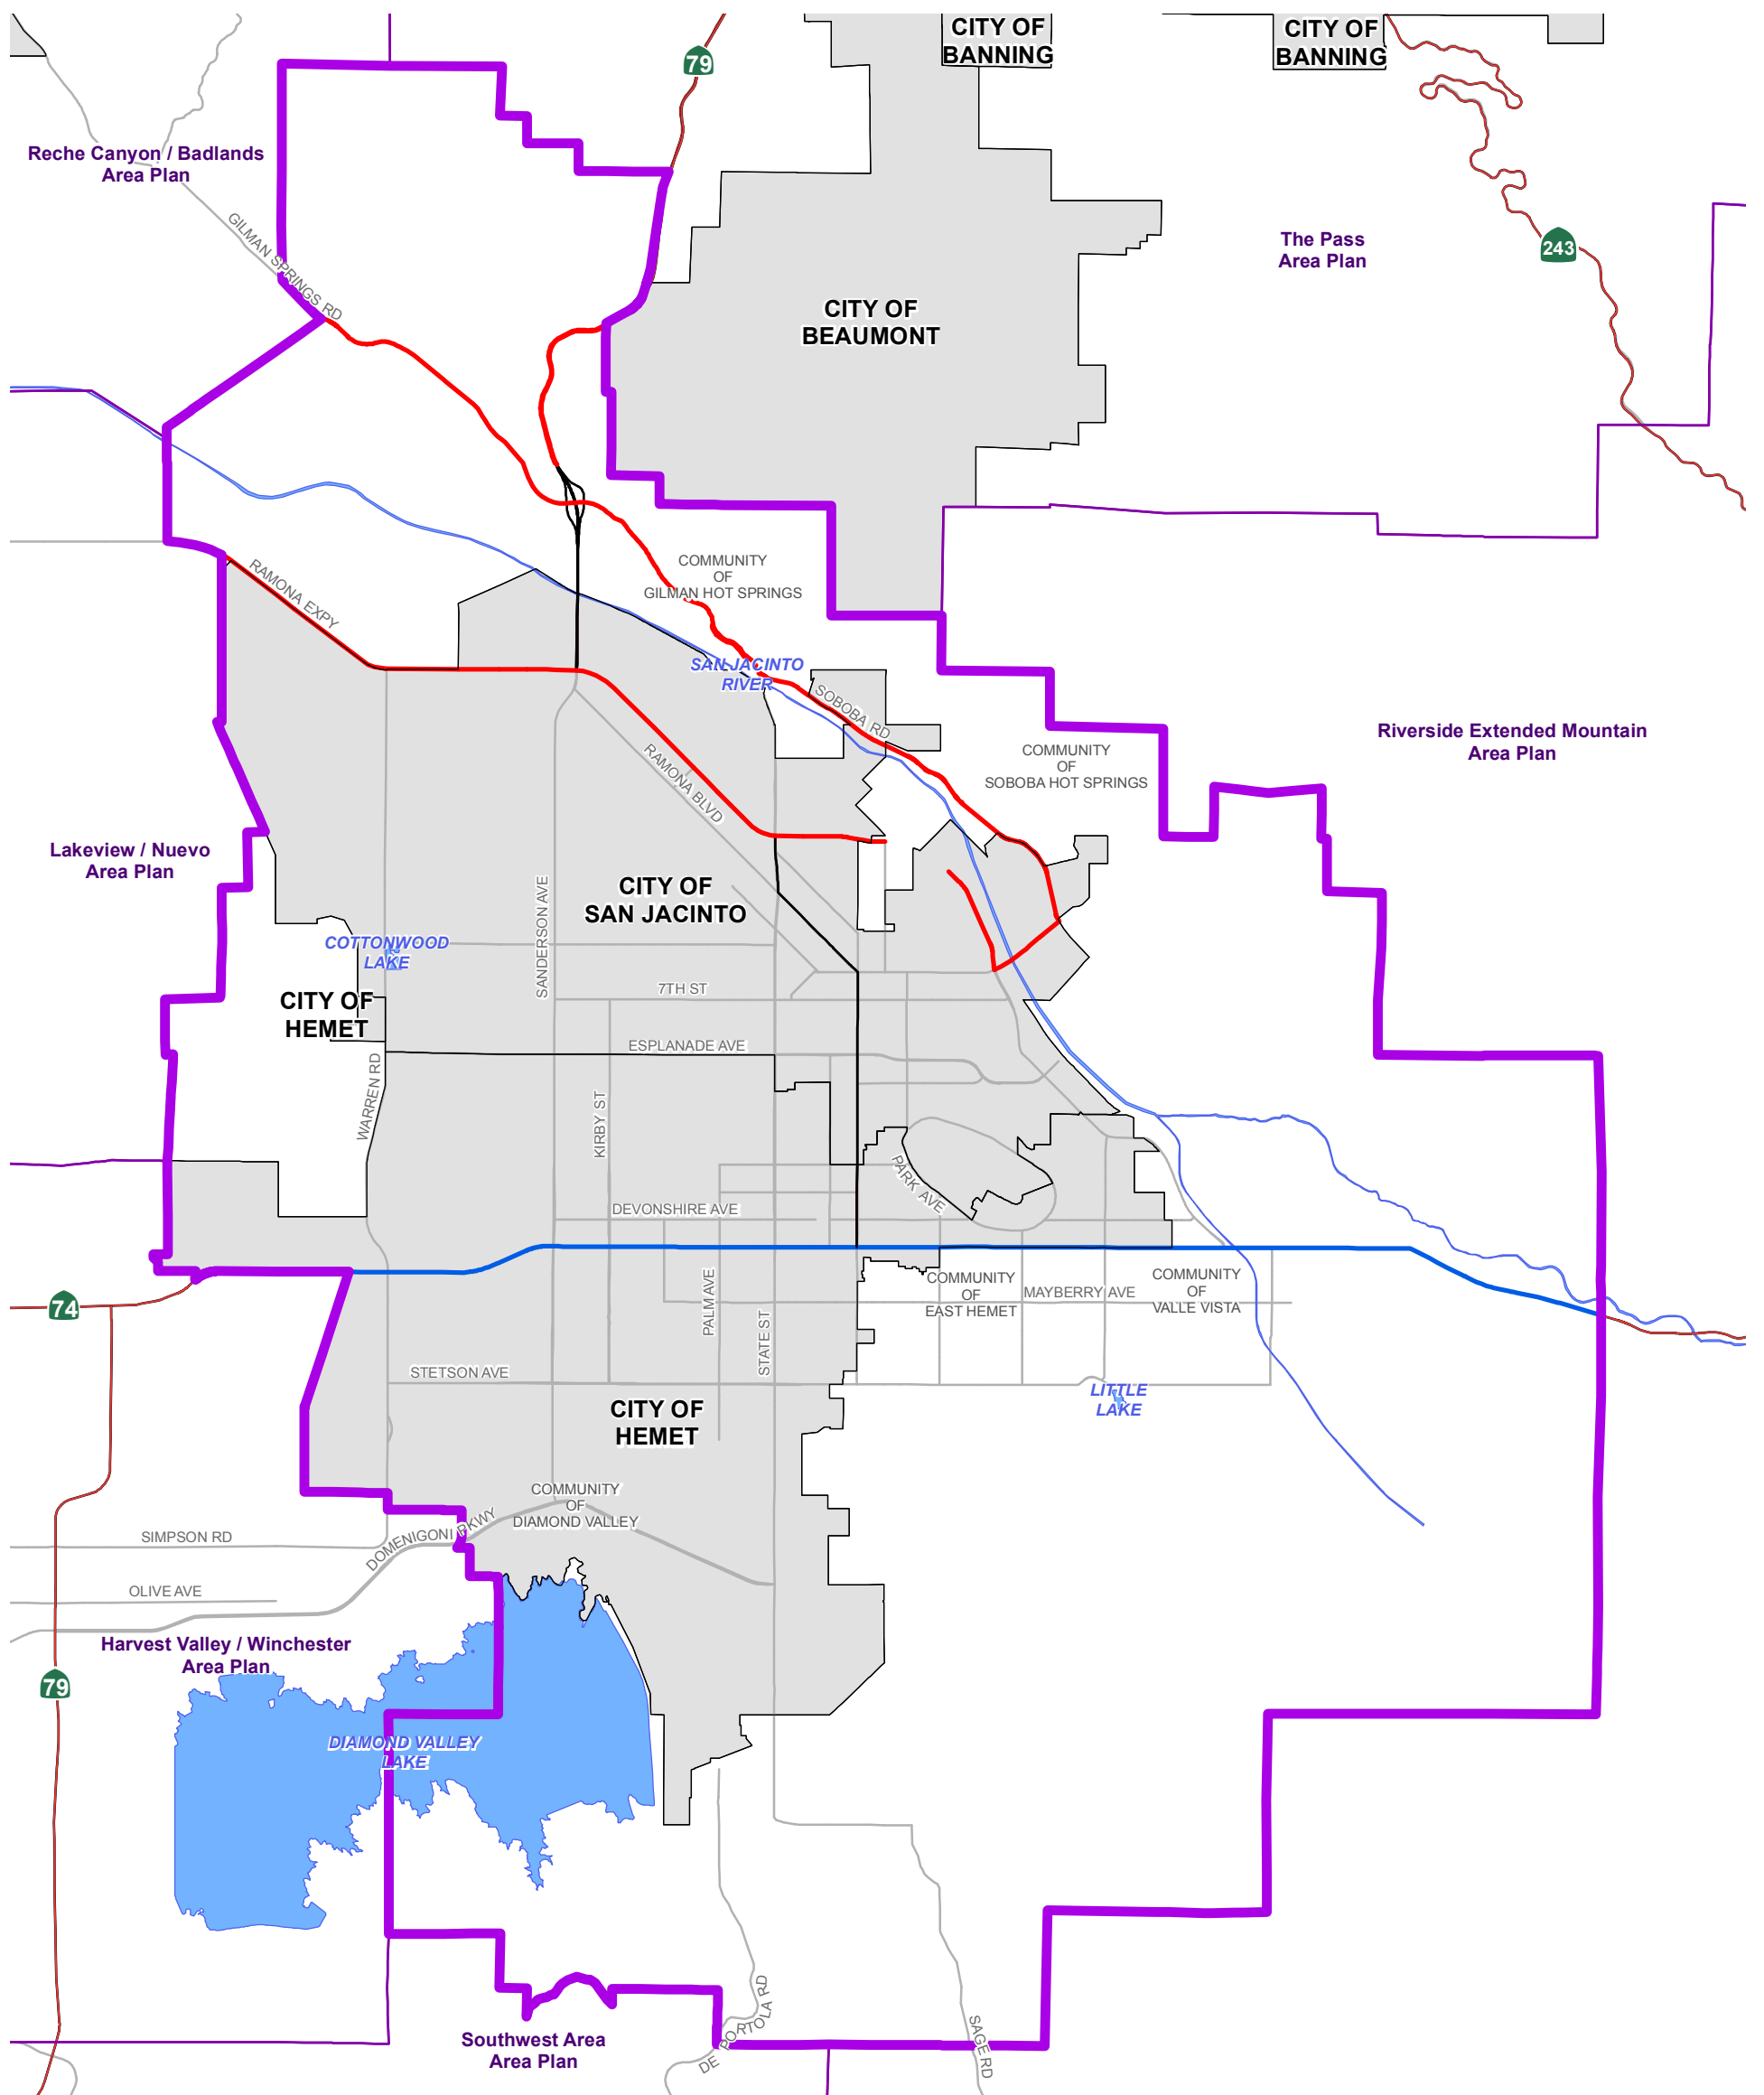 CITY OF
BANNING
CITY OF
BANNING
79
Reche Canyon / Badlands
Area Plan
GILMAN SPRINGS RD
The Pass
Area Plan
243
CITY OF
BEAUMONT
COMMUNITY
OF
GILMAN HOT SPRINGS
RAMONA EXPY
SAN JACINTO
RIVER
SOBOBA RD
Riverside Extended Mountain
Area Plan
COMMUNITY
OF
SOBOBA HOT SPRINGS
RAMONA BLVD
Lakeview / Nuevo
Area Plan
CITY OF
SAN JACINTO
SANDERSON AVE
COTTONWOOD
LAKE
7TH ST
CITY OF
HEMET
ESPLANADE AVE
WARREN RD
KIRBY ST
PARK AVE
DEVONSHIRE AVE
COMMUNITY
OF
EAST HEMET
MAYBERRY AVE
COMMUNITY
OF
VALLE VISTA
74
PALM AVE
STATE ST
STETSON AVE
LITTLE
LAKE
CITY OF
HEMET
COMMUNITY
OF
DIAMOND VALLEY
SIMPSON RD
DOMENIGONI PKWY
OLIVE AVE
Harvest Valley / Winchester
Area Plan
79
DIAMOND VALLEY
LAKE
DE PORTOLA RD
SAGE RD
Southwest Area
Area Plan